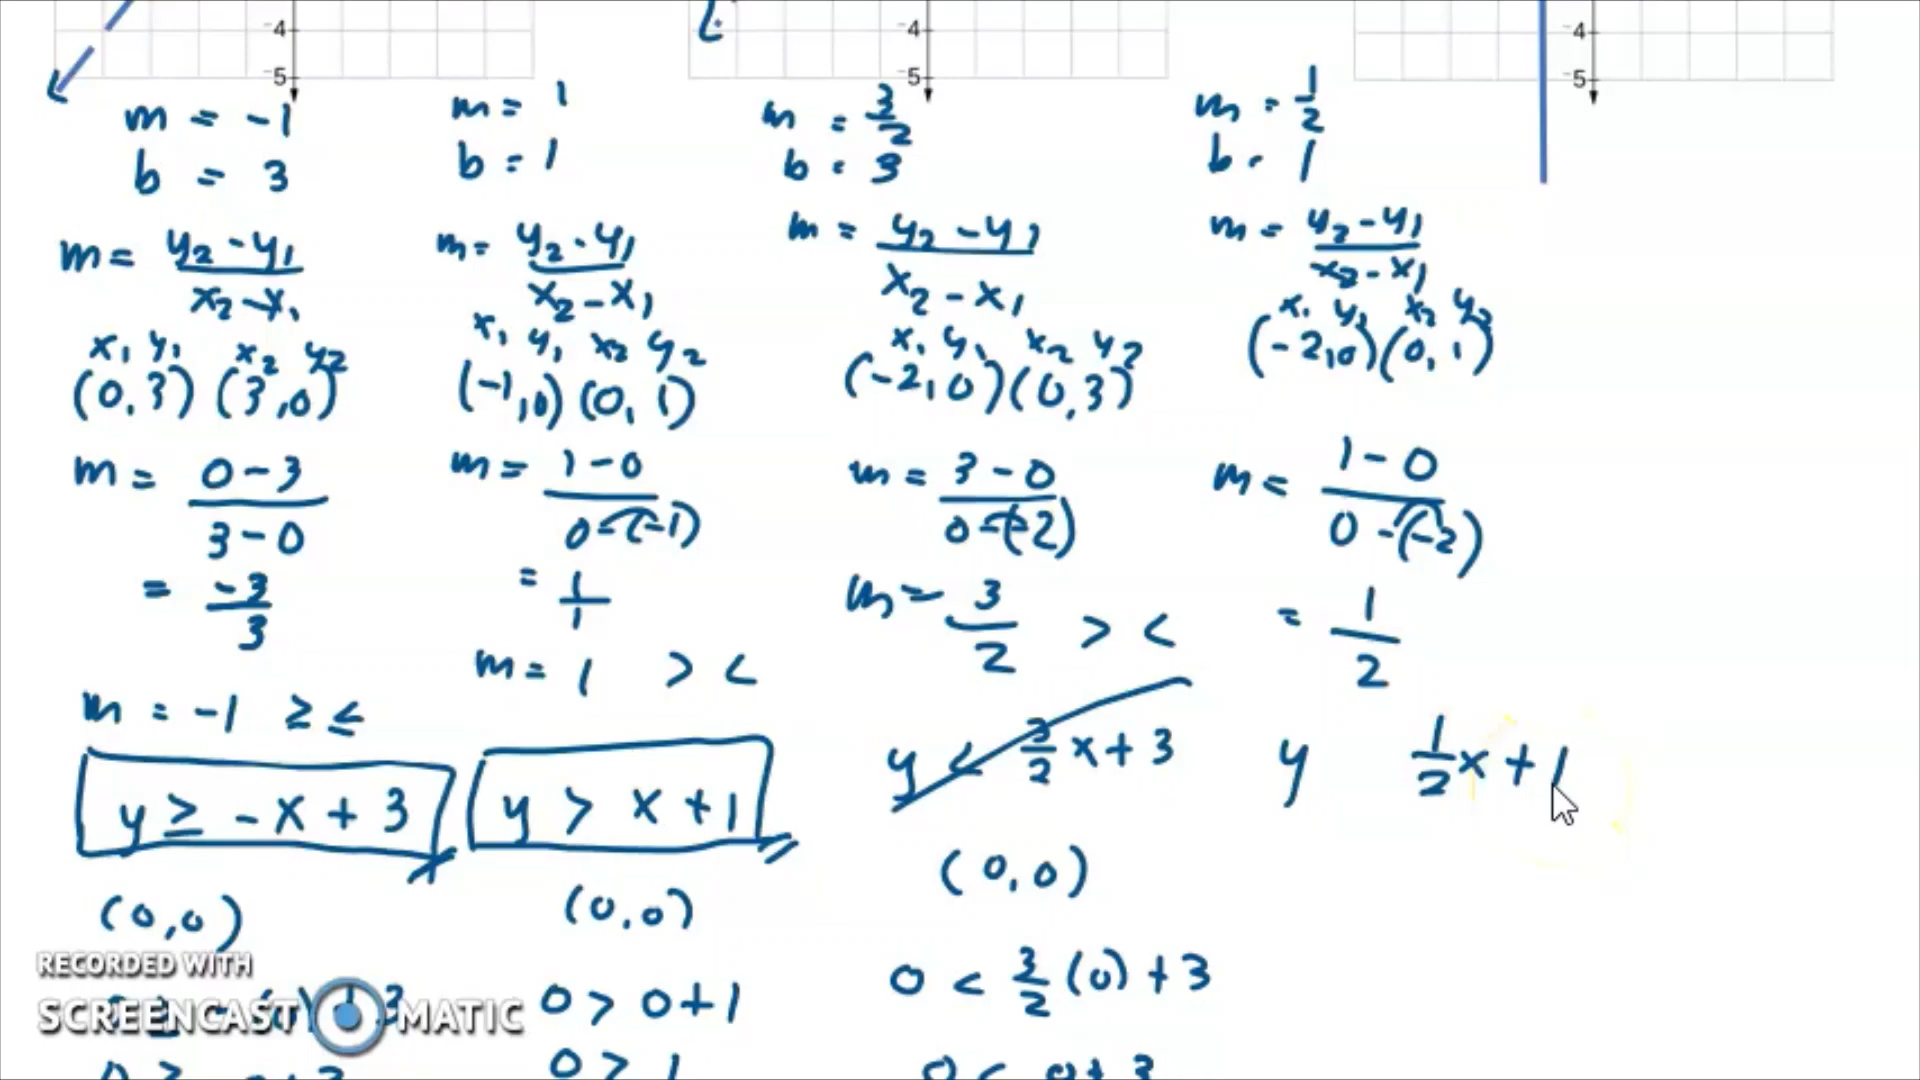 -4
-5
m = -1
b = 3
m = y2 - y1
x2 - x1
x1 y1 x2 y2
(0,3) (3,0)
m = 0 - 3
3 - 0
= -3
3
m = -1 ≥ ≤
y ≥ -x + 3
(0,0)
m = 1
b = 1
m = y2 - y1
x2 - x1
x1 y1 x2 y2
(-1,0) (0, 1)
m = 1 - 0
0 - (-1)
= 1
1
m = 1 > <
y > x + 1
(0,0)
0 > 0 + 1
0 > 1
-4
-5
m = 3
2
b = 3
m = y2 - y1
x2 - x1
x1 y1 x2 y2
(-2,0) (0,3)
m = 3 - 0
0 - (-2)
m = 3
2 > <
y < 3/2 x + 3
(0,0)
0 < 3/2 (0) + 3
0 < 0 + 3
-4
-5
m = 1
2
b = 1
m = y2 - y1
x2 - x1
x1 y1 x2 y2
(-2,0) (0, 1)
m = 1 - 0
0 - (-2)
= 1
2
y 1/2 x + 1
RECORDED WITH
SCREENCAST MATIC